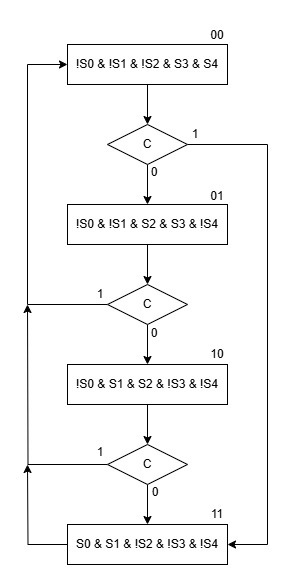 00
!S0 & !S1 & !S2 & S3 & S4
1
C
0
01
!S0 & !S1 & S2 & S3 & !S4
1
C
0
10
!S0 & S1 & S2 & !S3 & !S4
1
C
0
11
S0 & S1 & !S2 & !S3 & !S4